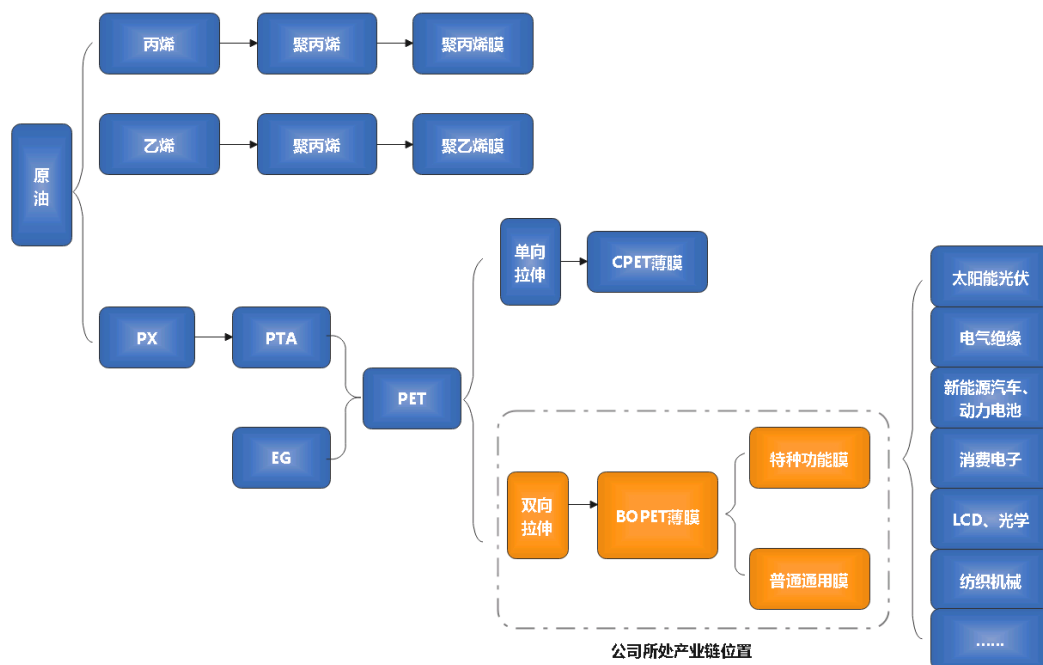 丙烯
聚丙烯
聚丙烯膜
乙烯
聚丙烯
聚乙烯膜
原
油
单向
拉伸
CPET薄膜
PX
PTA
PET
EG
双向
拉伸
BOPET薄膜
特种功能膜
普通通用膜
公司所处产业链位置
太阳能光伏
电气绝缘
新能源汽车、
动力电池
消费电子
LCD、光学
纺织机械
......